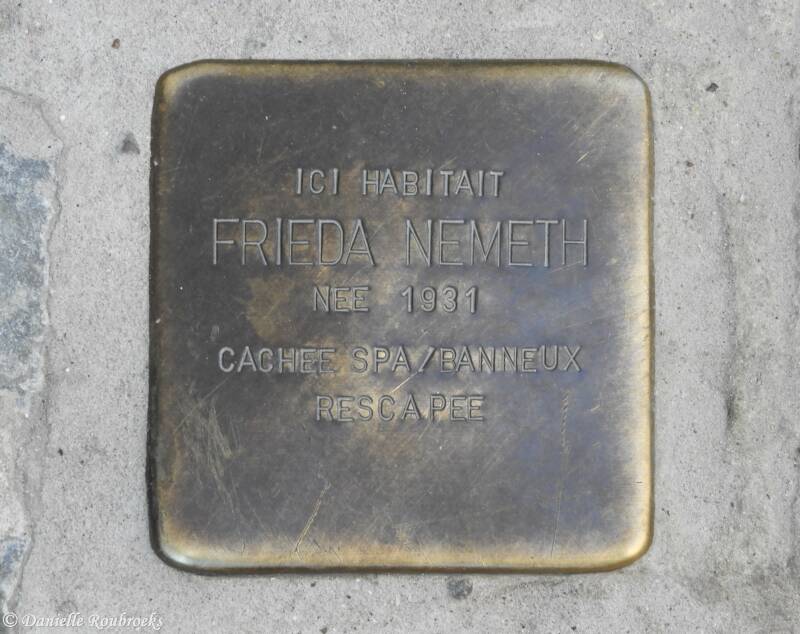 ICI HABITAIT
FRIEDA NEMETH
NEE 1931
CACHEE SPA/BANNEUX
RESCAPEE
© Danielle Roubroeks